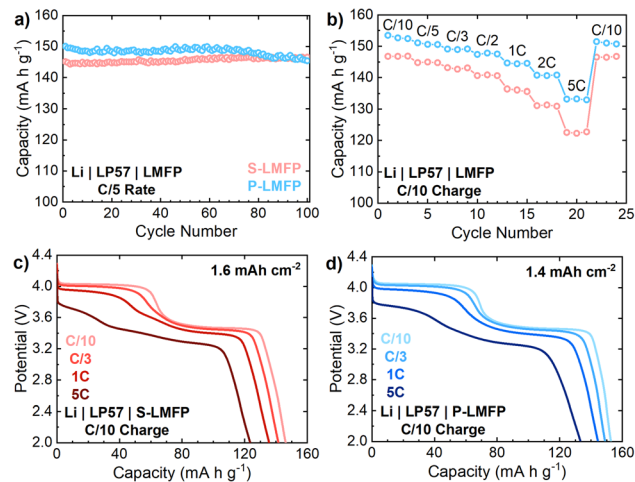 a)
160
150
140
130
120
110
100
Capacity (mA h g⁻¹)
Li | LP57 | LMFP
C/5 Rate
S-LMFP
P-LMFP
0 20 40 60 80 100
Cycle Number
b)
160
150
140
130
120
110
100
Capacity (mA h g⁻¹)
C/10
C/5
C/3
C/2
1C
2C
5C
C/10
Li | LP57 | LMFP
C/10 Charge
0 5 10 15 20 25
Cycle Number
c)
1.6 mAh cm⁻²
4.4
4.0
3.6
3.2
2.8
2.4
2.0
Potential (V)
C/10
C/3
1C
5C
Li | LP57 | S-LMFP
C/10 Charge
0 40 80 120 160
Capacity (mA h g⁻¹)
d)
1.4 mAh cm⁻²
4.4
4.0
3.6
3.2
2.8
2.4
2.0
Potential (V)
C/10
C/3
1C
5C
Li | LP57 | P-LMFP
C/10 Charge
0 40 80 120 160
Capacity (mA h g⁻¹)